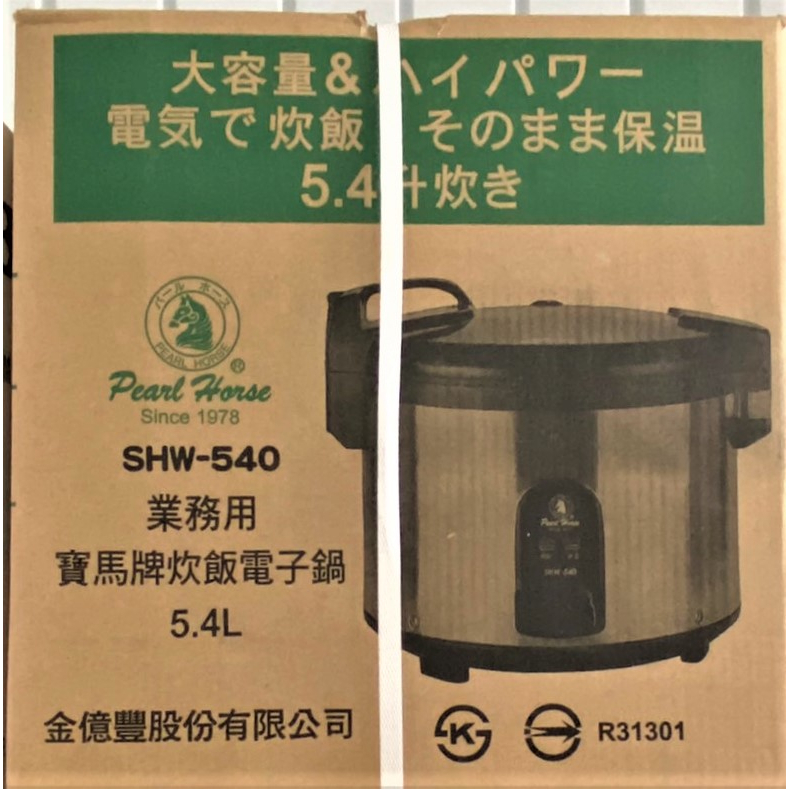 大容量&ハイパワー
電気で炊飯 そのまま保温
5.4升炊き
パールホース
PEARL HORSE
®
Pearl Horse
Since 1978
SHW-540
業務用
寶馬牌炊飯電子鍋
5.4L
Pearl Horse
SHW-540
金億豐股份有限公司
K
R31301